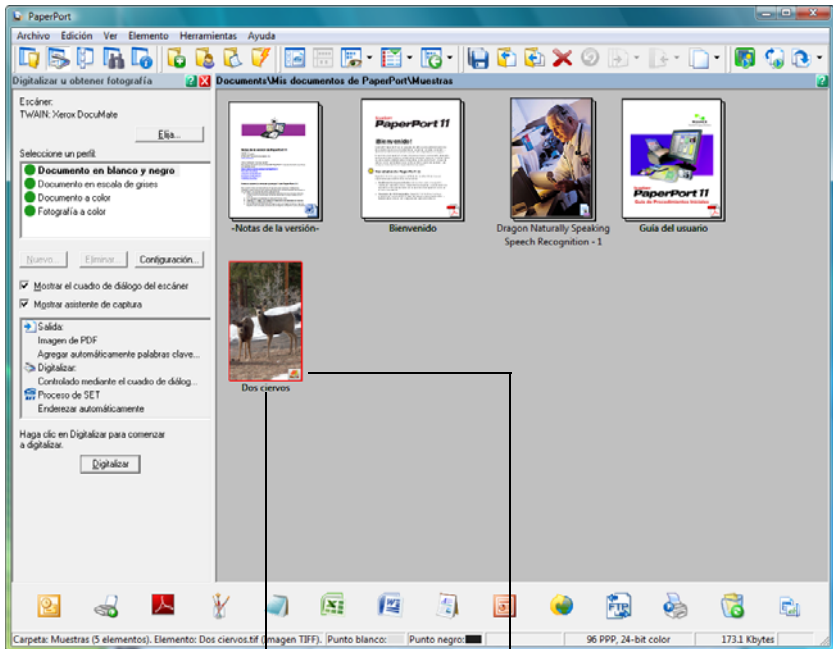 PaperPort
Archivo Edición Ver Elemento Herramientas Ayuda
Digitalizar u obtener fotografía
Documents\Mis documentos de PaperPort\Muestras
Escáner:
TWAIN: Xerox DocuMate
Elija...
Seleccione un perfil:
Documento en blanco y negro
Documento en escala de grises
Documento a color
Fotografía a color
Nuevo... Eliminar... Configuración...
Mostrar el cuadro de diálogo del escáner
Mostrar asistente de captura
Salida:
Imagen de PDF
Agregar automáticamente palabras clave...
Digitalizar:
Controlado mediante el cuadro de diálog...
Proceso de SET
Enderezar automáticamente
Haga clic en Digitalizar para comenzar
a digitalizar.
Digitalizar
PaperPort 11
Bienvenido!
PaperPort 11
Guía de Procedimientos Iniciales
-Notas de la versión-
Bienvenido
Dragon Naturally Speaking
Speech Recognition - 1
Guía del usuario
Dos ciervos
FTP
Carpeta: Muestras (5 elementos). Elemento: Dos ciervos.tif (Imagen TIFF). Punto blanco: Punto negro: 96 PPP, 24-bit color 173.1 Kbytes